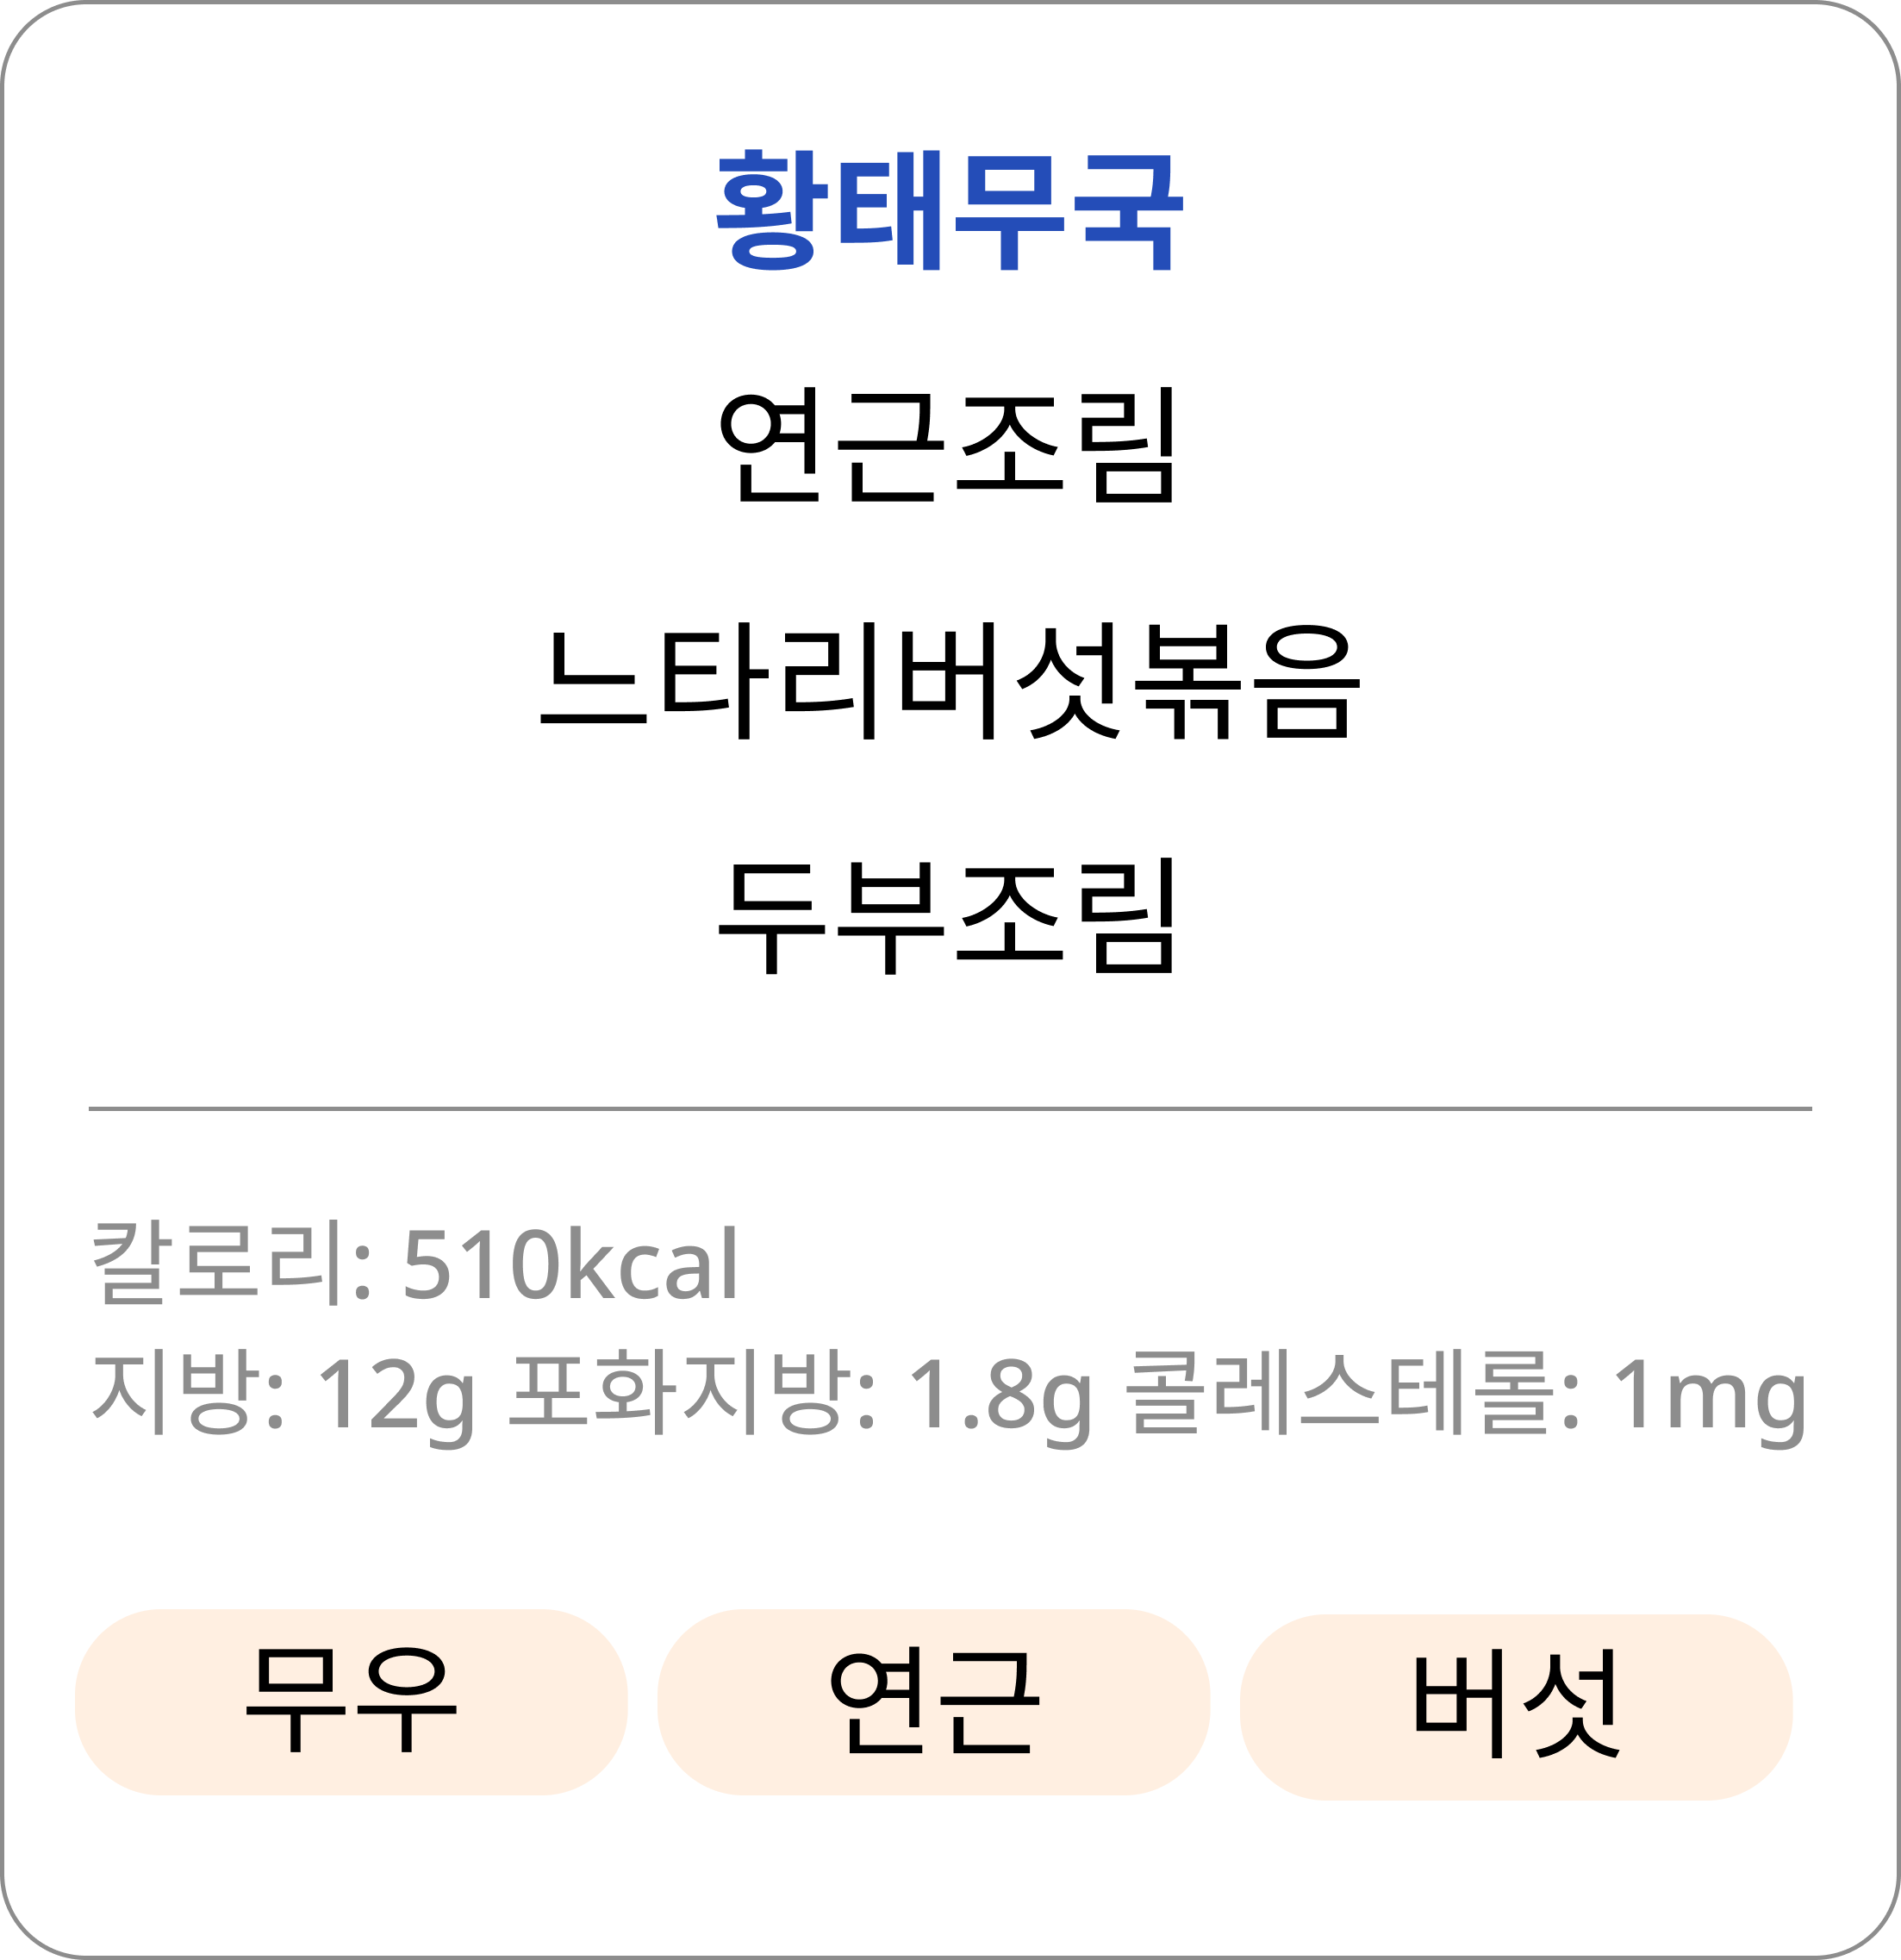 황태무국
연근조림
느타리버섯볶음
두부조림
칼로리: 510kcal
지방: 12g 포화지방: 1.8g 콜레스테롤: 1mg
무우 연근 버섯